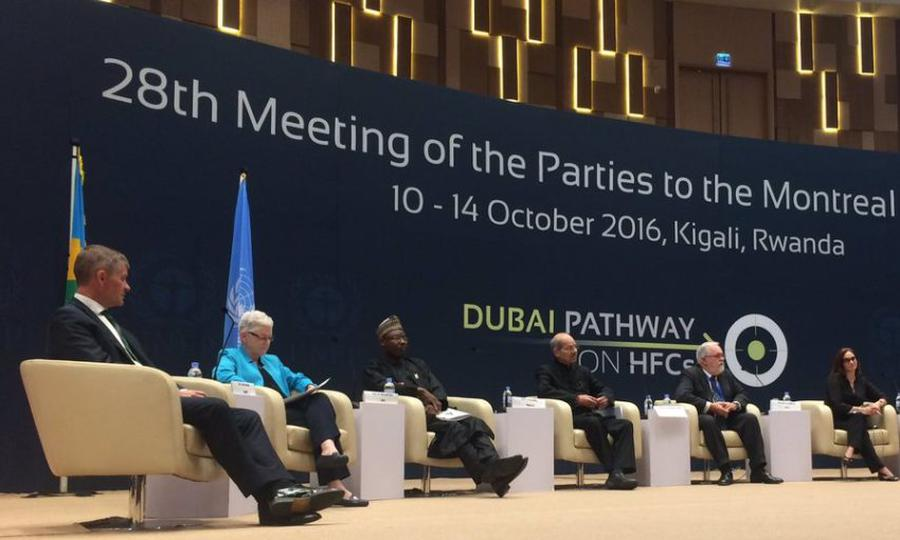 28th Meeting of the Parties to the Montreal
10 - 14 October 2016, Kigali, Rwanda
DUBAI PATHWAY
ON HFCs